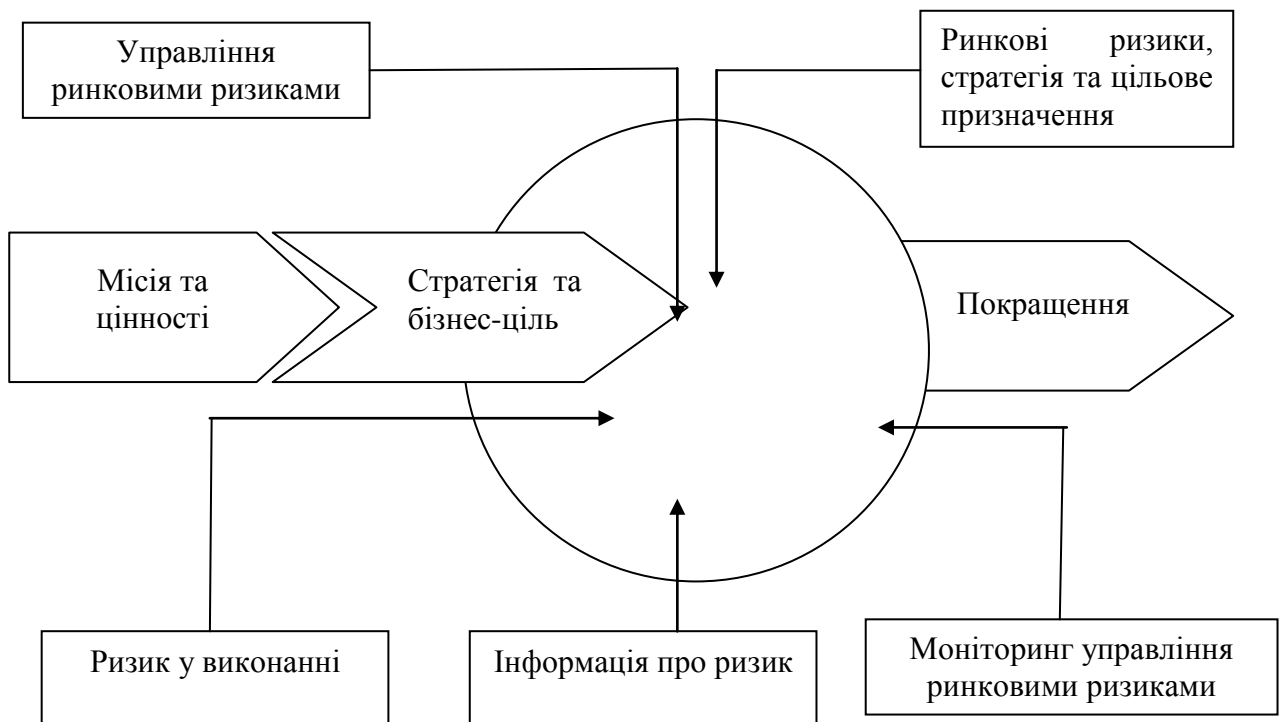 Управління
ринковими ризиками
Ринкові ризики,
стратегія та цільове
призначення
Місія та
цінності
Стратегія та
бізнес-ціль
Покращення
Ризик у виконанні
Інформація про ризик
Моніторинг управління
ринковими ризиками